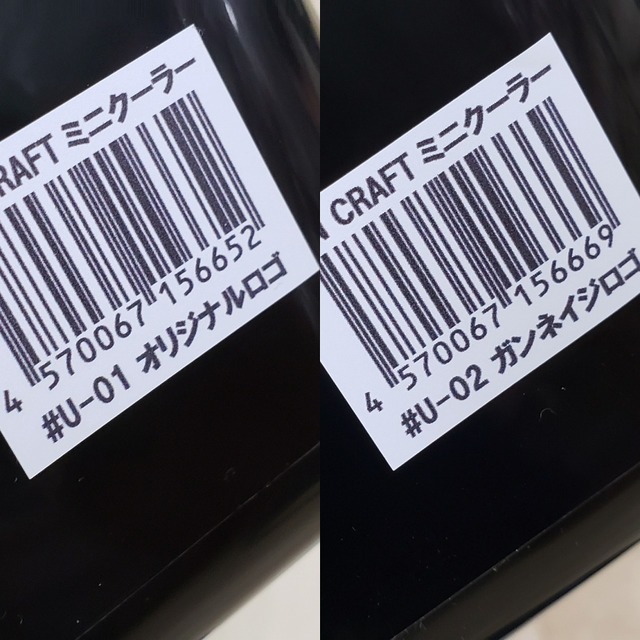 CRAFT ミニクーラー
4 570067 156652
#U-01 オリジナルロゴ
CRAFT ミニクーラー
4 570067 156669
#U-02 ガンネイジロゴ